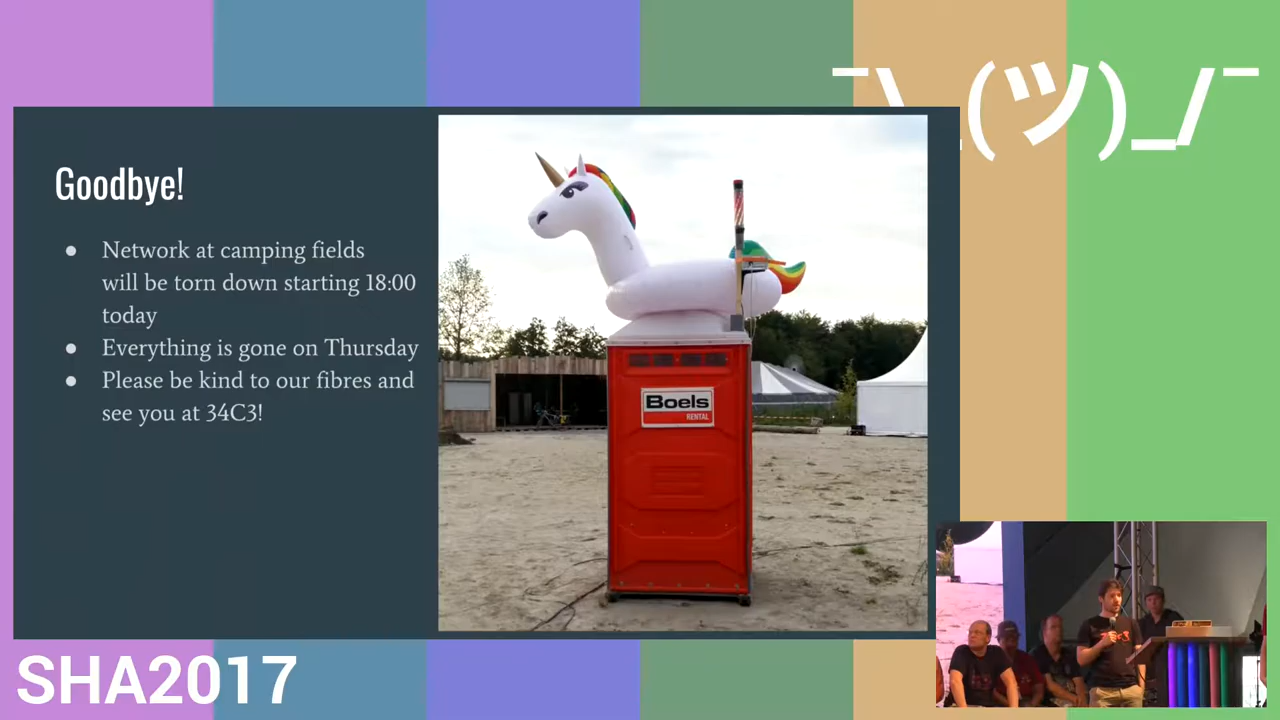 ¯\_(ツ)_/¯
Goodbye!
● Network at camping fields
will be torn down starting 18:00
today
● Everything is gone on Thursday
● Please be kind to our fibres and
see you at 34C3!
Boels
RENTAL
SHA2017